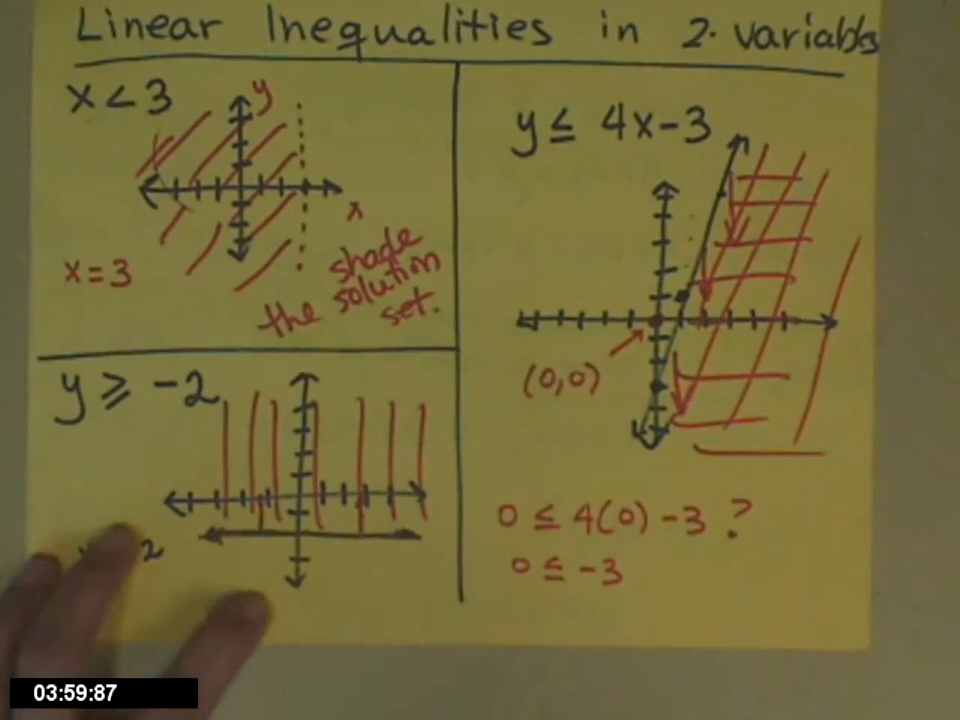 Linear Inequalities in 2 variables
x < 3
y
x
x = 3
shade
the solution
set.
y ≥ -2
2
y ≤ 4x-3
(0,0)
0 ≤ 4(0) -3 ?
0 ≤ -3
03:59:87